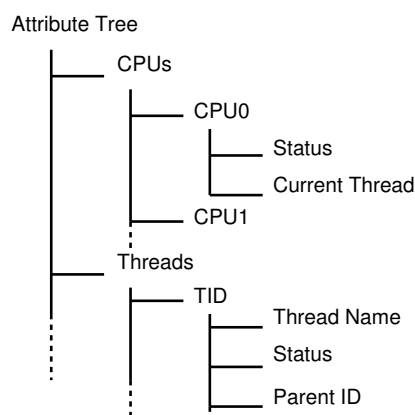 Attribute Tree
CPUs
CPU0
Status
Current Thread
CPU1
Threads
TID
Thread Name
Status
Parent ID